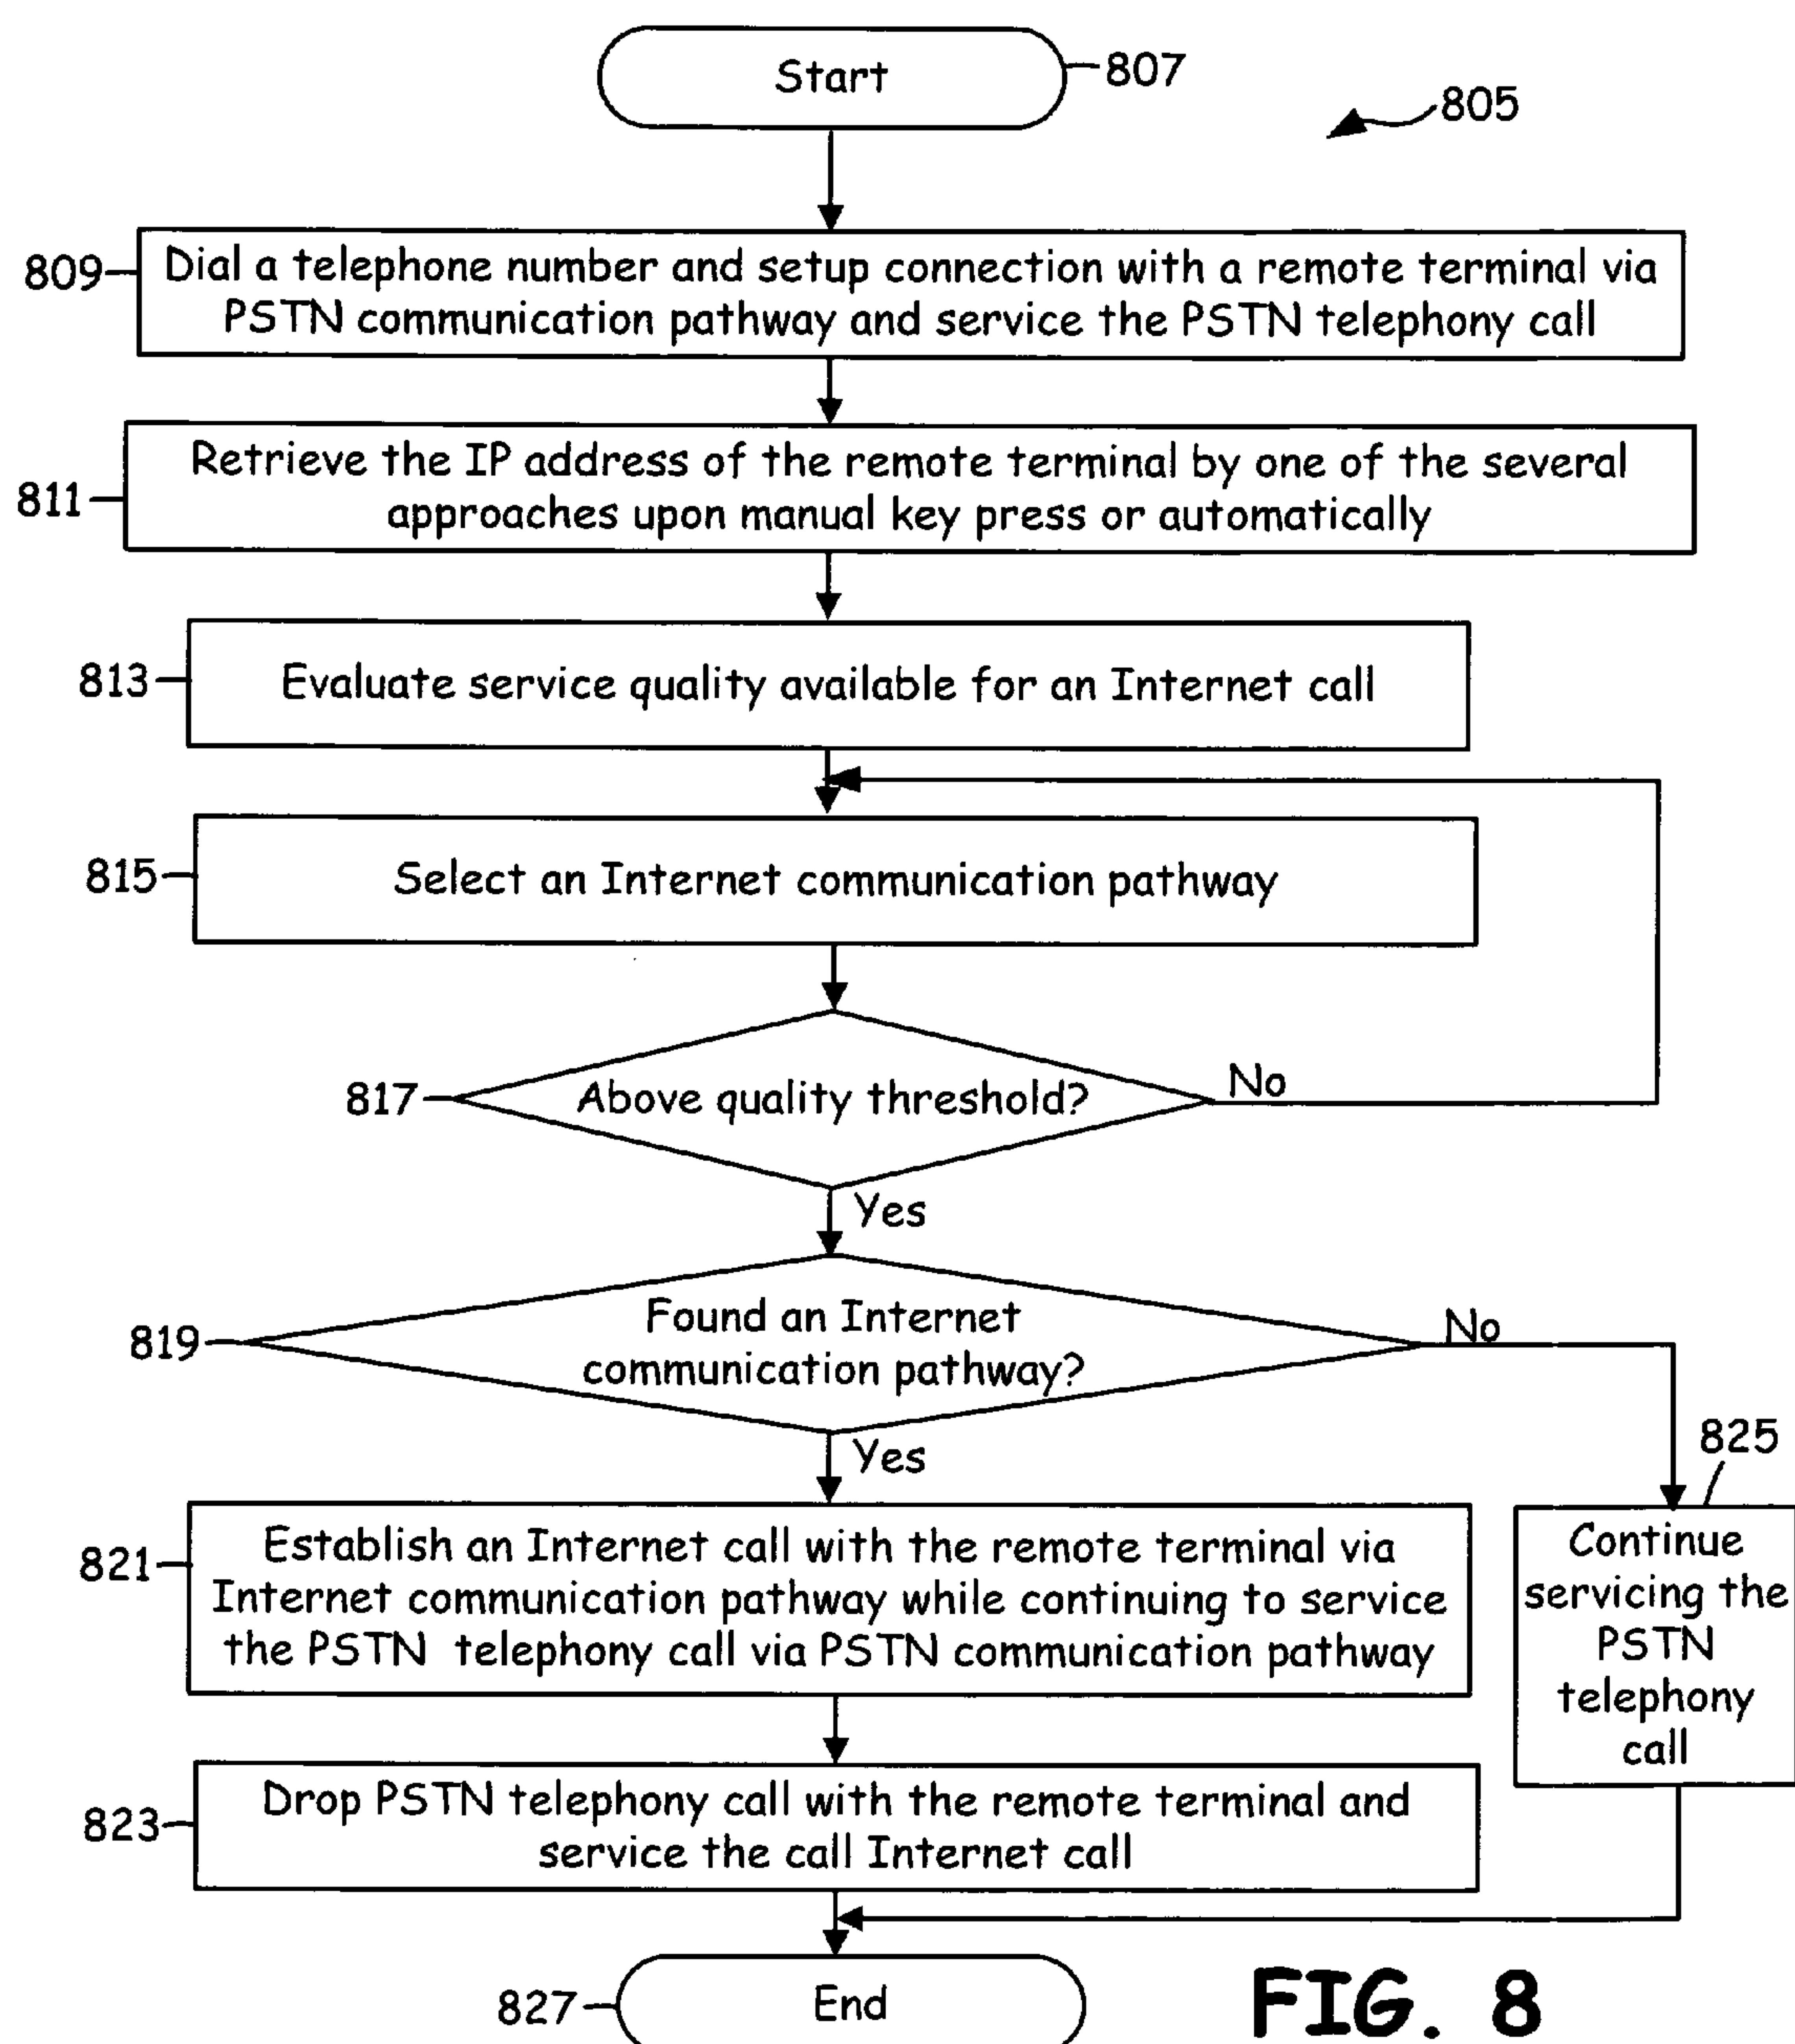 Start
807
805
809
Dial a telephone number and setup connection with a remote terminal via
PSTN communication pathway and service the PSTN telephony call
811
Retrieve the IP address of the remote terminal by one of the several
approaches upon manual key press or automatically
813
Evaluate service quality available for an Internet call
815
Select an Internet communication pathway
817
Above quality threshold?
No
Yes
819
Found an Internet
communication pathway?
No
Yes
825
821
Establish an Internet call with the remote terminal via
Internet communication pathway while continuing to service
the PSTN telephony call via PSTN communication pathway
Continue
servicing the
PSTN
telephony
call
823
Drop PSTN telephony call with the remote terminal and
service the call Internet call
827
End
FIG. 8